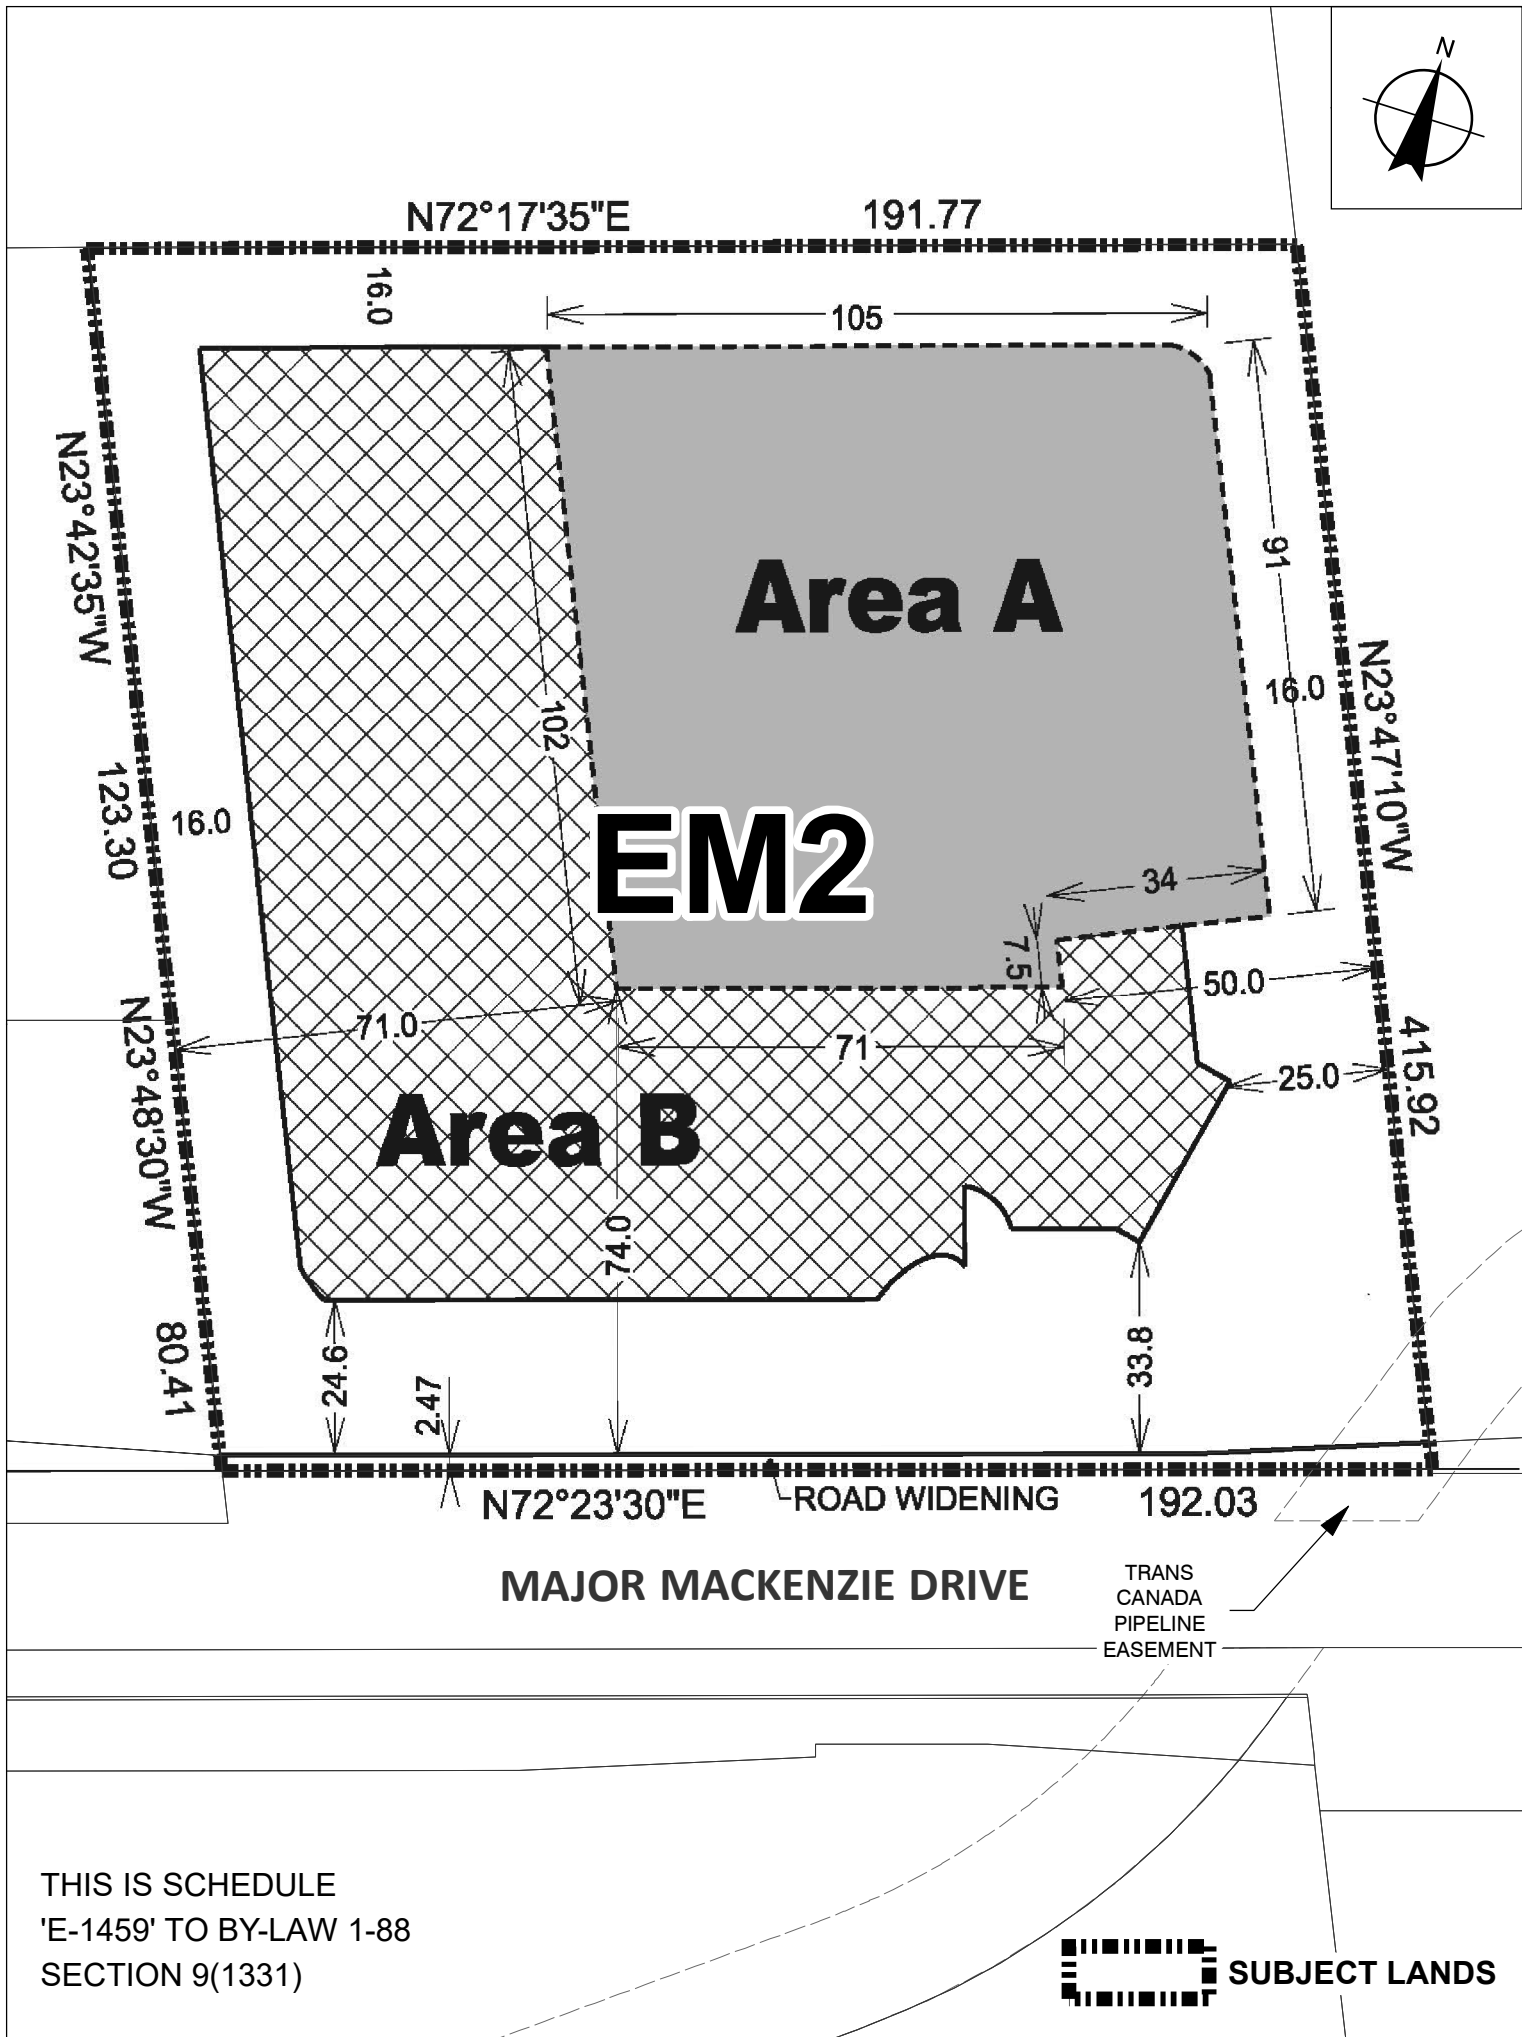 N
N72°17'35"E
191.77
16.0
105
N23°42'35"W
Area A
91
16.0
N23°47'10"W
102
123.30
16.0
EM2
34
7.5
50.0
71.0
71
N23°48'30"W
25.0
415.92
Area B
74.0
80.41
24.6
2.47
33.8
N72°23'30"E
ROAD WIDENING
192.03
MAJOR MACKENZIE DRIVE
TRANS
CANADA
PIPELINE
EASEMENT
THIS IS SCHEDULE
'E-1459' TO BY-LAW 1-88
SECTION 9(1331)
SUBJECT LANDS